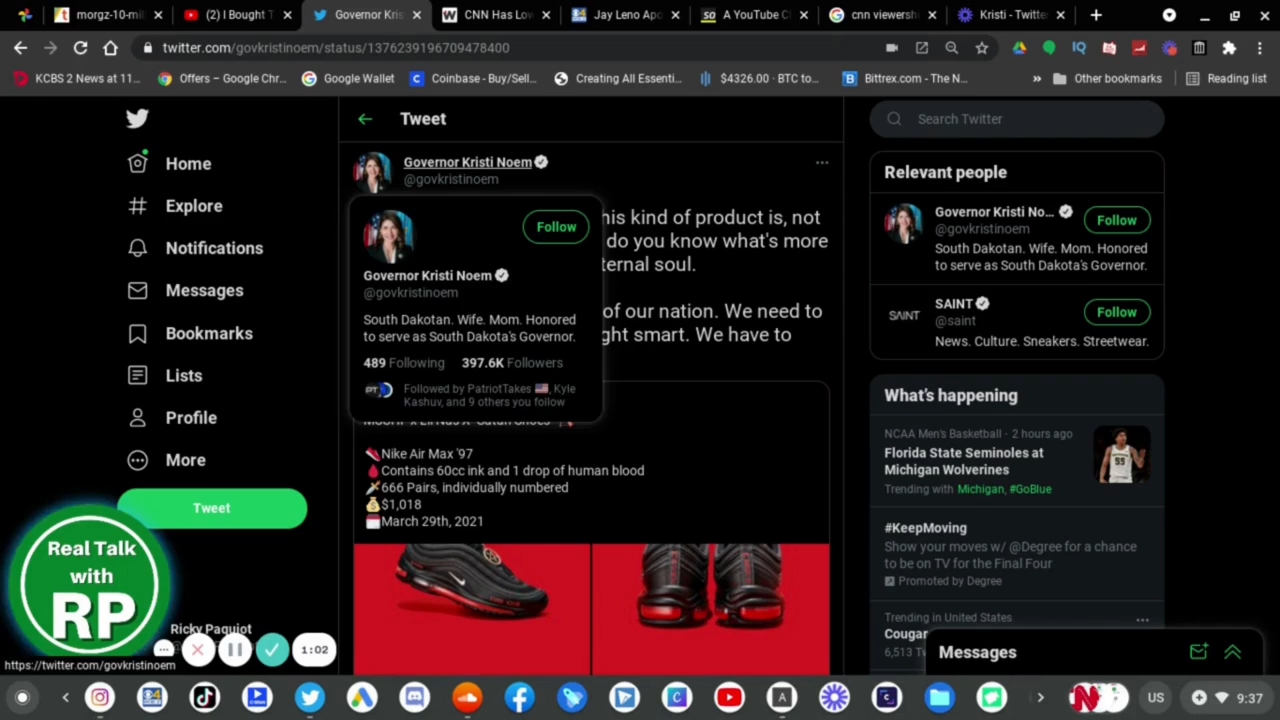 morgz-10-mil
(2) I Bought T
Governor Kris
CNN Has Low
Jay Leno Apo
A YouTube C
cnn viewersh
Kristi - Twitte
twitter.com/govkristinoem/status/1376239196709478400
KCBS 2 News at 11...
Offers – Google Chr...
Google Wallet
Coinbase - Buy/Sell...
Creating All Essenti...
$4326.00 · BTC to...
Bittrex.com - The N...
»
Other bookmarks
Reading list
Home
Explore
Notifications
Messages
Bookmarks
Lists
Profile
More
Tweet
Real Talk
with
RP
Ricky Paquiot
1:02
https://twitter.com/govkristinoem
Tweet
Governor Kristi Noem
@govkristinoem
his kind of product is, not
do you know what's more
ternal soul.
of our nation. We need to
ght smart. We have to
Follow
Governor Kristi Noem
@govkristinoem
South Dakotan. Wife. Mom. Honored
to serve as South Dakota's Governor.
489 Following 397.6K Followers
Followed by PatriotTakes 🇺🇸, Kyle
Kashuv, and 9 others you follow
👟Nike Air Max '97
🩸Contains 60cc ink and 1 drop of human blood
🗡️666 Pairs, individually numbered
💰$1,018
🗓️March 29th, 2021
Search Twitter
Relevant people
Governor Kristi No...
@govkristinoem
Follow
South Dakotan. Wife. Mom. Honored
to serve as South Dakota's Governor.
SAINT
SAINT
@saint
Follow
News. Culture. Sneakers. Streetwear.
What's happening
NCAA Men's Basketball · 2 hours ago
Florida State Seminoles at
Michigan Wolverines
Trending with Michigan, #GoBlue
55
#KeepMoving
Show your moves w/ @Degree for a chance
to be on TV for the Final Four
Promoted by Degree
Trending in United States
Cougar
6,513 Tw
Messages
US
9:37